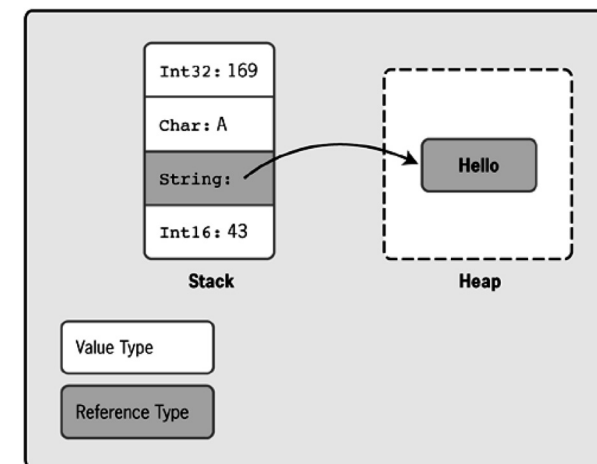 Int32: 169
Char: A
String:
Int16: 43
Stack
Hello
Heap
Value Type
Reference Type